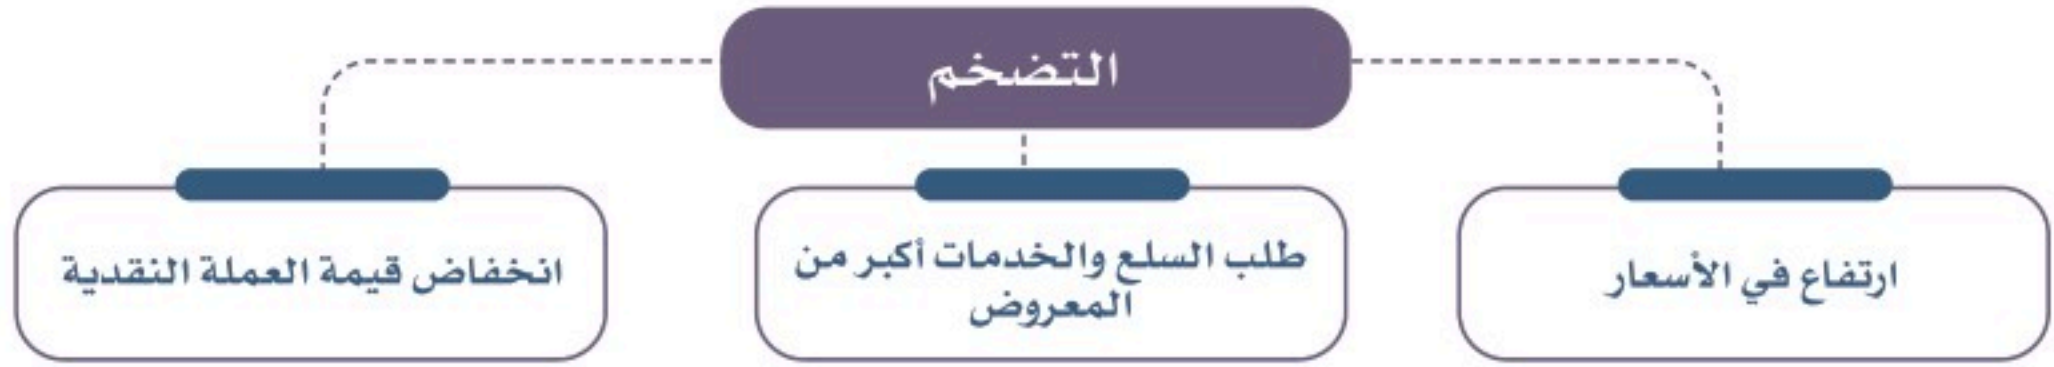 التضخم
ارتفاع في الأسعار
طلب السلع والخدمات أكبر من
المعروض
انخفاض قيمة العملة النقدية